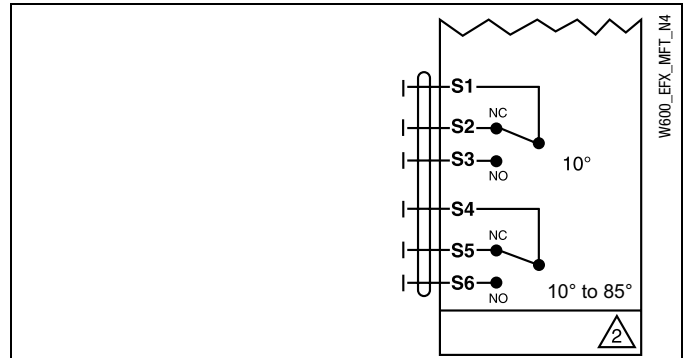 W600_EFX_MFT_N4
S1
NC
S2
S3
NO
10°
S4
NC
S5
S6
NO
10° to 85°
2